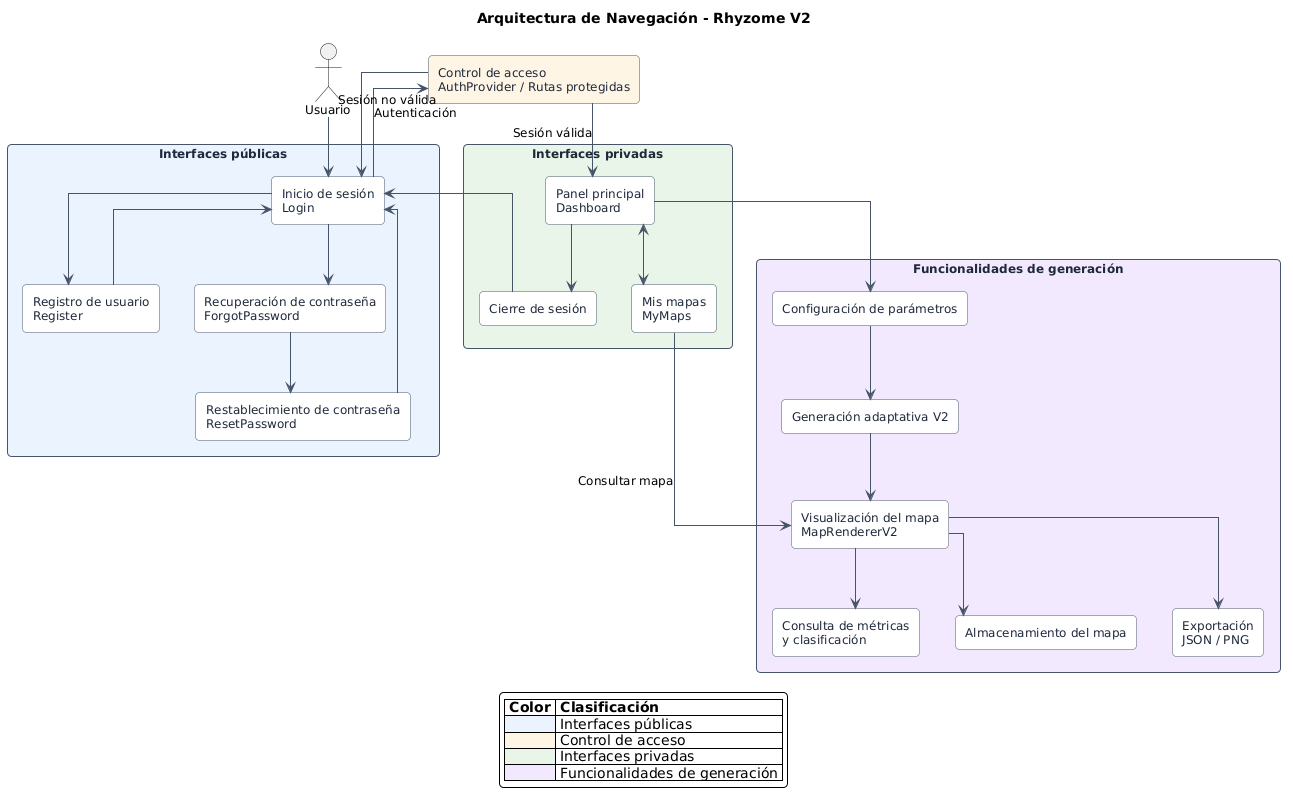 Arquitectura de Navegación - Rhyzome V2
Control de acceso
AuthProvider / Rutas protegidas
Sesión no válida
Usuario
Autenticación
Sesión válida
Interfaces públicas
Inicio de sesión
Login
Registro de usuario
Register
Recuperación de contraseña
ForgotPassword
Restablecimiento de contraseña
ResetPassword
Interfaces privadas
Panel principal
Dashboard
Cierre de sesión
Mis mapas
MyMaps
Consultar mapa
Funcionalidades de generación
Configuración de parámetros
Generación adaptativa V2
Visualización del mapa
MapRendererV2
Consulta de métricas
y clasificación
Almacenamiento del mapa
Exportación
JSON / PNG
Color Clasificación
Interfaces públicas
Control de acceso
Interfaces privadas
Funcionalidades de generación